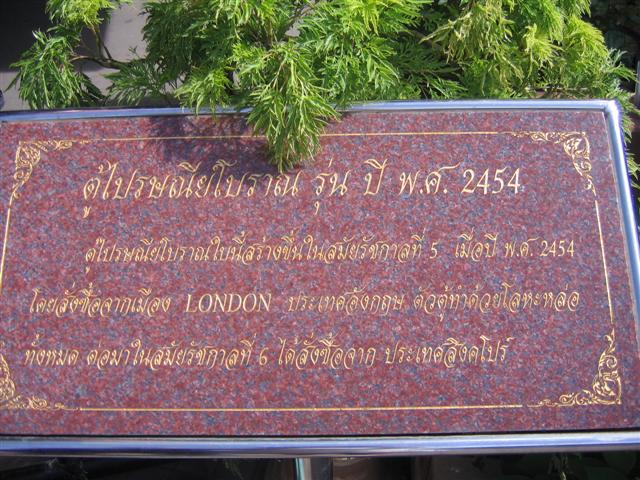 ตู้ไปรษณียโบราณ รุ่น ปี พ.ศ. 2454
ตู้ไปรษณียโบราณใบนี้สร่างขึ้นในสมัยรัชกาลที่ 5 เมื่อปี พ.ศ. 2454
โดยสั่งซื้อจากเมือง LONDON ประเทศอังกฤษ ตัวตู้ทำด้วยโลหะหล่อ
ทั้งหมด ต่อมาในสมัยรัชกาลที่ 6 ได้สั่งซื้อจาก ประเทศสิงคโปร์